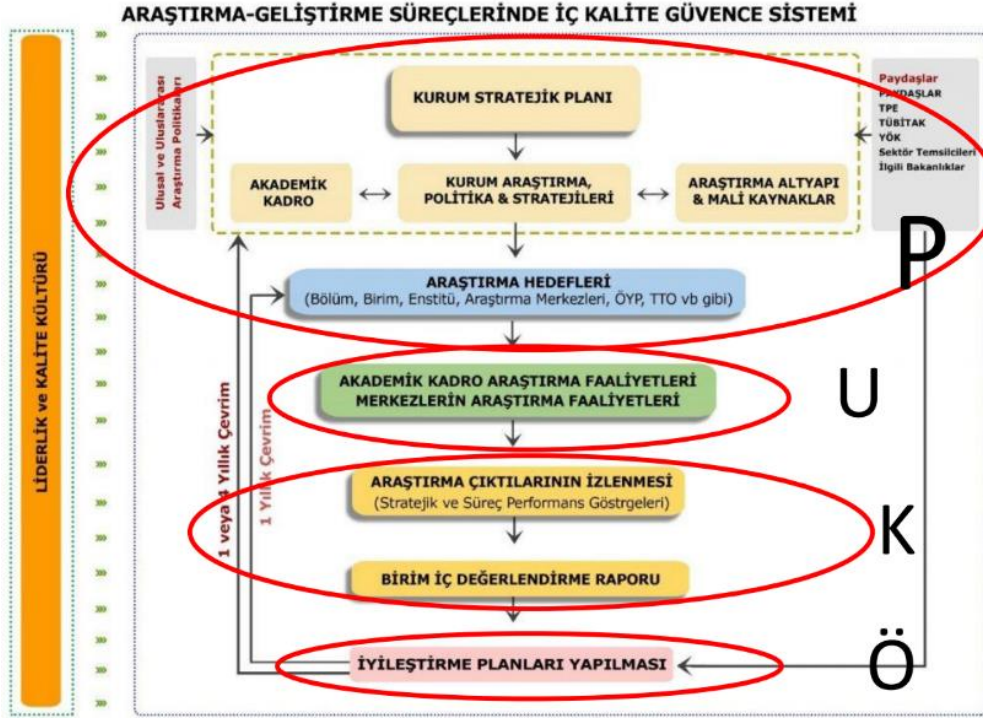 ARAŞTIRMA-GELİŞTİRME SÜREÇLERİNDE İÇ KALİTE GÜVENCE SİSTEMİ
LİDERLİK ve KALİTE KÜLTÜRÜ
Ulusal ve Uluslararası
Araştırma Politikaları
KURUM STRATEJİK PLANI
Paydaşlar
PAYDAŞLAR
TPE
TÜBİTAK
YÖK
Sektör Temsilcileri
İlgili Bakanlıklar
AKADEMİK
KADRO
KURUM ARAŞTIRMA,
POLİTİKA & STRATEJİLERİ
ARAŞTIRMA ALTYAPI
& MALİ KAYNAKLAR
P
ARAŞTIRMA HEDEFLERİ
(Bölüm, Birim, Enstitü, Araştırma Merkezleri, ÖYP, TTO vb gibi)
AKADEMİK KADRO ARAŞTIRMA FAALİYETLERİ
MERKEZLERİN ARAŞTIRMA FAALİYETLERİ
U
1 veya 4 Yıllık Çevrim
1 Yıllık Çevrim
ARAŞTIRMA ÇIKTILARININ İZLENMESİ
(Stratejik ve Süreç Performans Göstrgeleri)
K
BİRİM İÇ DEĞERLENDİRME RAPORU
İYİLEŞTİRME PLANLARI YAPILMASI
Ö